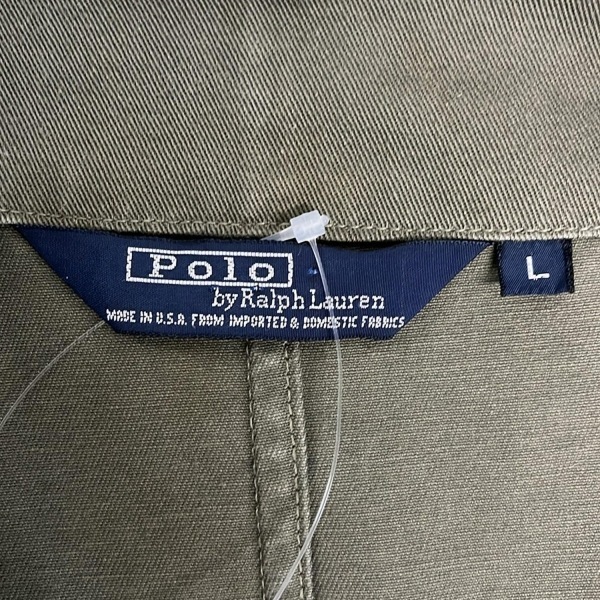 Polo
by Ralph Lauren
MADE IN U.S.A. FROM IMPORTED & DOMESTIC FABRICS
L